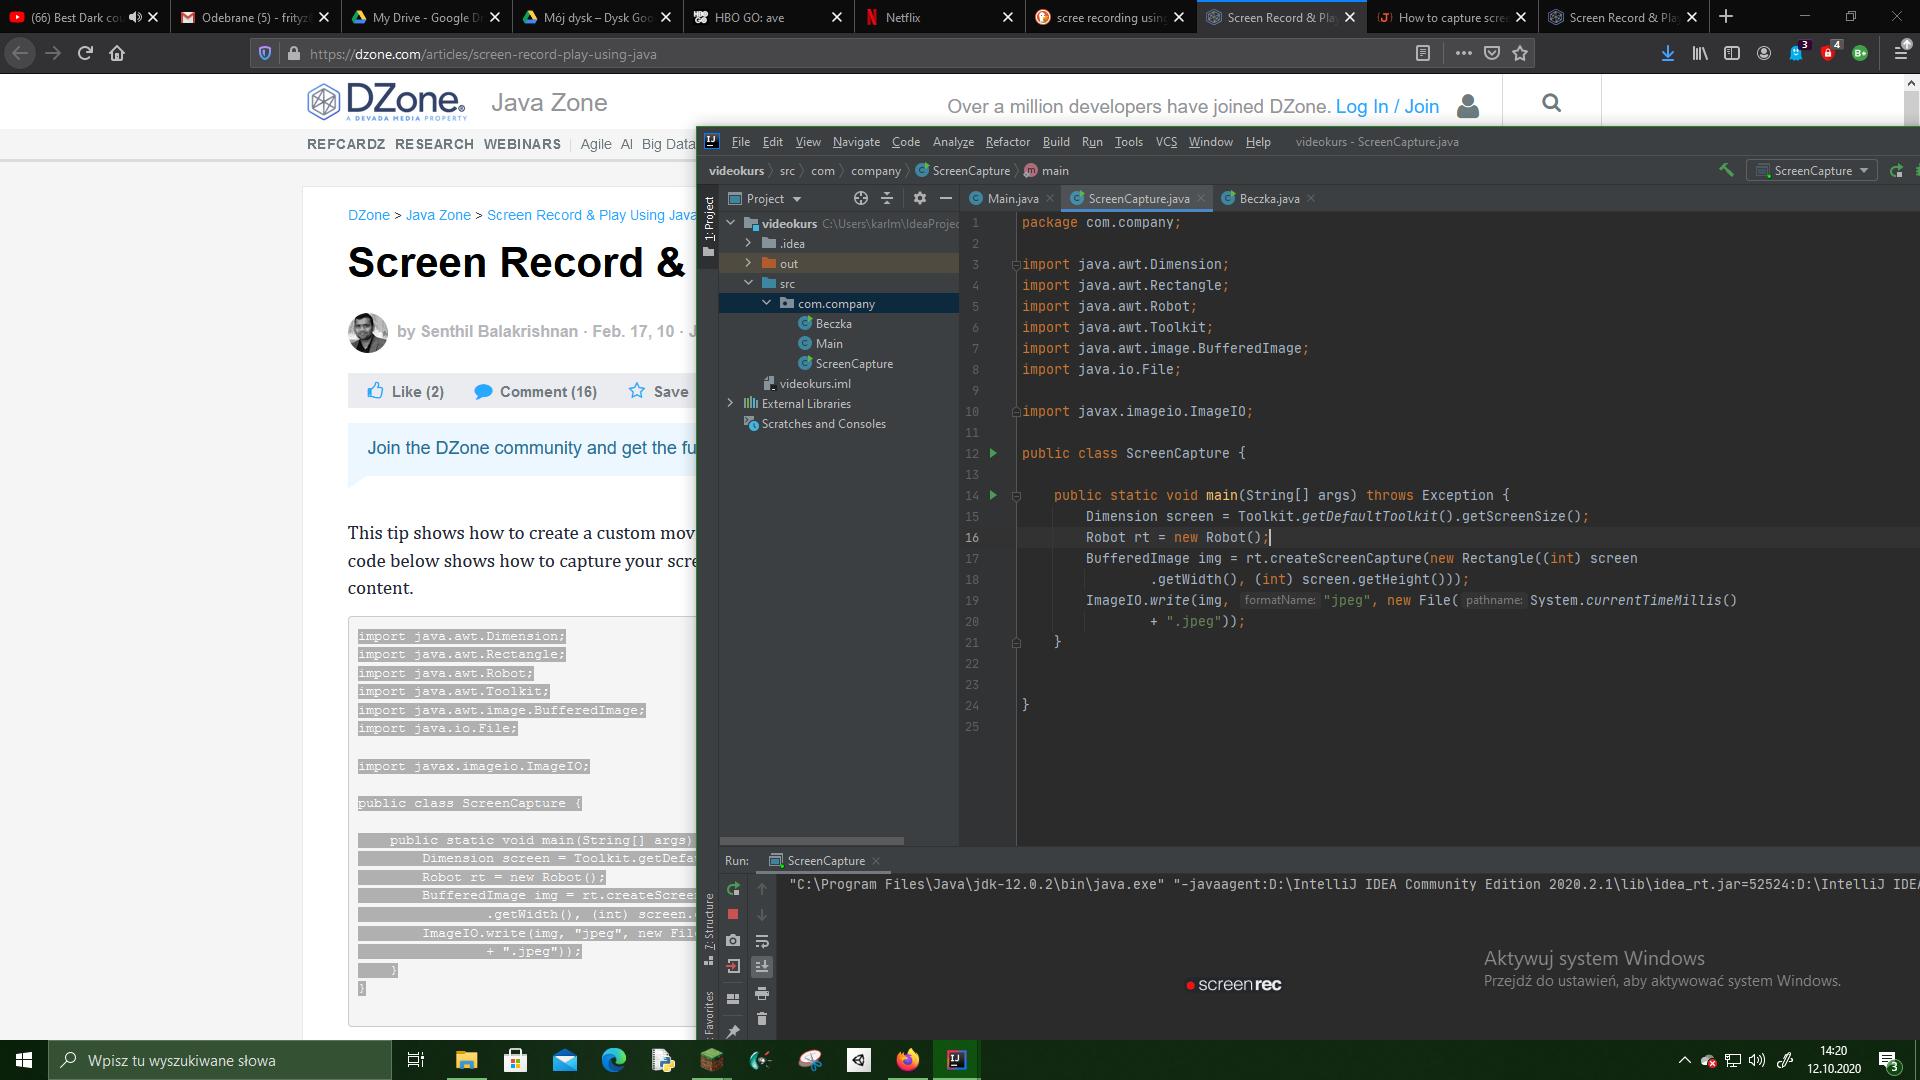 (66) Best Dark cou
Odebrane (5) - frityz
My Drive - Google D
Mój dysk – Dysk Goo
HBO GO: ave
Netflix
scree recording usin
Screen Record & Pla
How to capture scre
Screen Record & Pla
https://dzone.com/articles/screen-record-play-using-java
3
4
B+
DZone.
A DEVADA MEDIA PROPERTY
Java Zone
Over a million developers have joined DZone. Log In / Join
REFCARDZ RESEARCH WEBINARS Agile AI Big Data
DZone > Java Zone > Screen Record & Play Using Java
Screen Record &
by Senthil Balakrishnan · Feb. 17, 10 · J
Like (2)
Comment (16)
Save
Join the DZone community and get the fu
This tip shows how to create a custom mov
code below shows how to capture your scre
content.
import java.awt.Dimension;
import java.awt.Rectangle;
import java.awt.Robot;
import java.awt.Toolkit;
import java.awt.image.BufferedImage;
import java.io.File;
import javax.imageio.ImageIO;
public class ScreenCapture {
public static void main(String[] args)
Dimension screen = Toolkit.getDefa
Robot rt = new Robot();
BufferedImage img = rt.createScreen
.getWidth(), (int) screen.
ImageIO.write(img, "jpeg", new File
+ ".jpeg"));
}
}
IJ File Edit View Navigate Code Analyze Refactor Build Run Tools VCS Window Help videokurs - ScreenCapture.java
videokurs src com company ScreenCapture main
ScreenCapture
1: Project
Project
videokurs C:\Users\karlm\IdeaProjec
.idea
out
src
com.company
Beczka
Main
ScreenCapture
videokurs.iml
External Libraries
Scratches and Consoles
Main.java
ScreenCapture.java
Beczka.java
1 package com.company;
2
3 import java.awt.Dimension;
4 import java.awt.Rectangle;
5 import java.awt.Robot;
6 import java.awt.Toolkit;
7 import java.awt.image.BufferedImage;
8 import java.io.File;
9
10 import javax.imageio.ImageIO;
11
12 public class ScreenCapture {
13
14 public static void main(String[] args) throws Exception {
15 Dimension screen = Toolkit.getDefaultToolkit().getScreenSize();
16 Robot rt = new Robot();
17 BufferedImage img = rt.createScreenCapture(new Rectangle((int) screen
18 .getWidth(), (int) screen.getHeight()));
19 ImageIO.write(img, formatName: "jpeg", new File( pathname: System.currentTimeMillis()
20 + ".jpeg"));
21 }
22
23
24 }
25
Run: ScreenCapture
7: Structure
Favorites
"C:\Program Files\Java\jdk-12.0.2\bin\java.exe" "-javaagent:D:\IntelliJ IDEA Community Edition 2020.2.1\lib\idea_rt.jar=52524:D:\IntelliJ IDEA
screenrec
Aktywuj system Windows
Przejdź do ustawień, aby aktywować system Windows.
Wpisz tu wyszukiwane słowa
14:20
12.10.2020
3